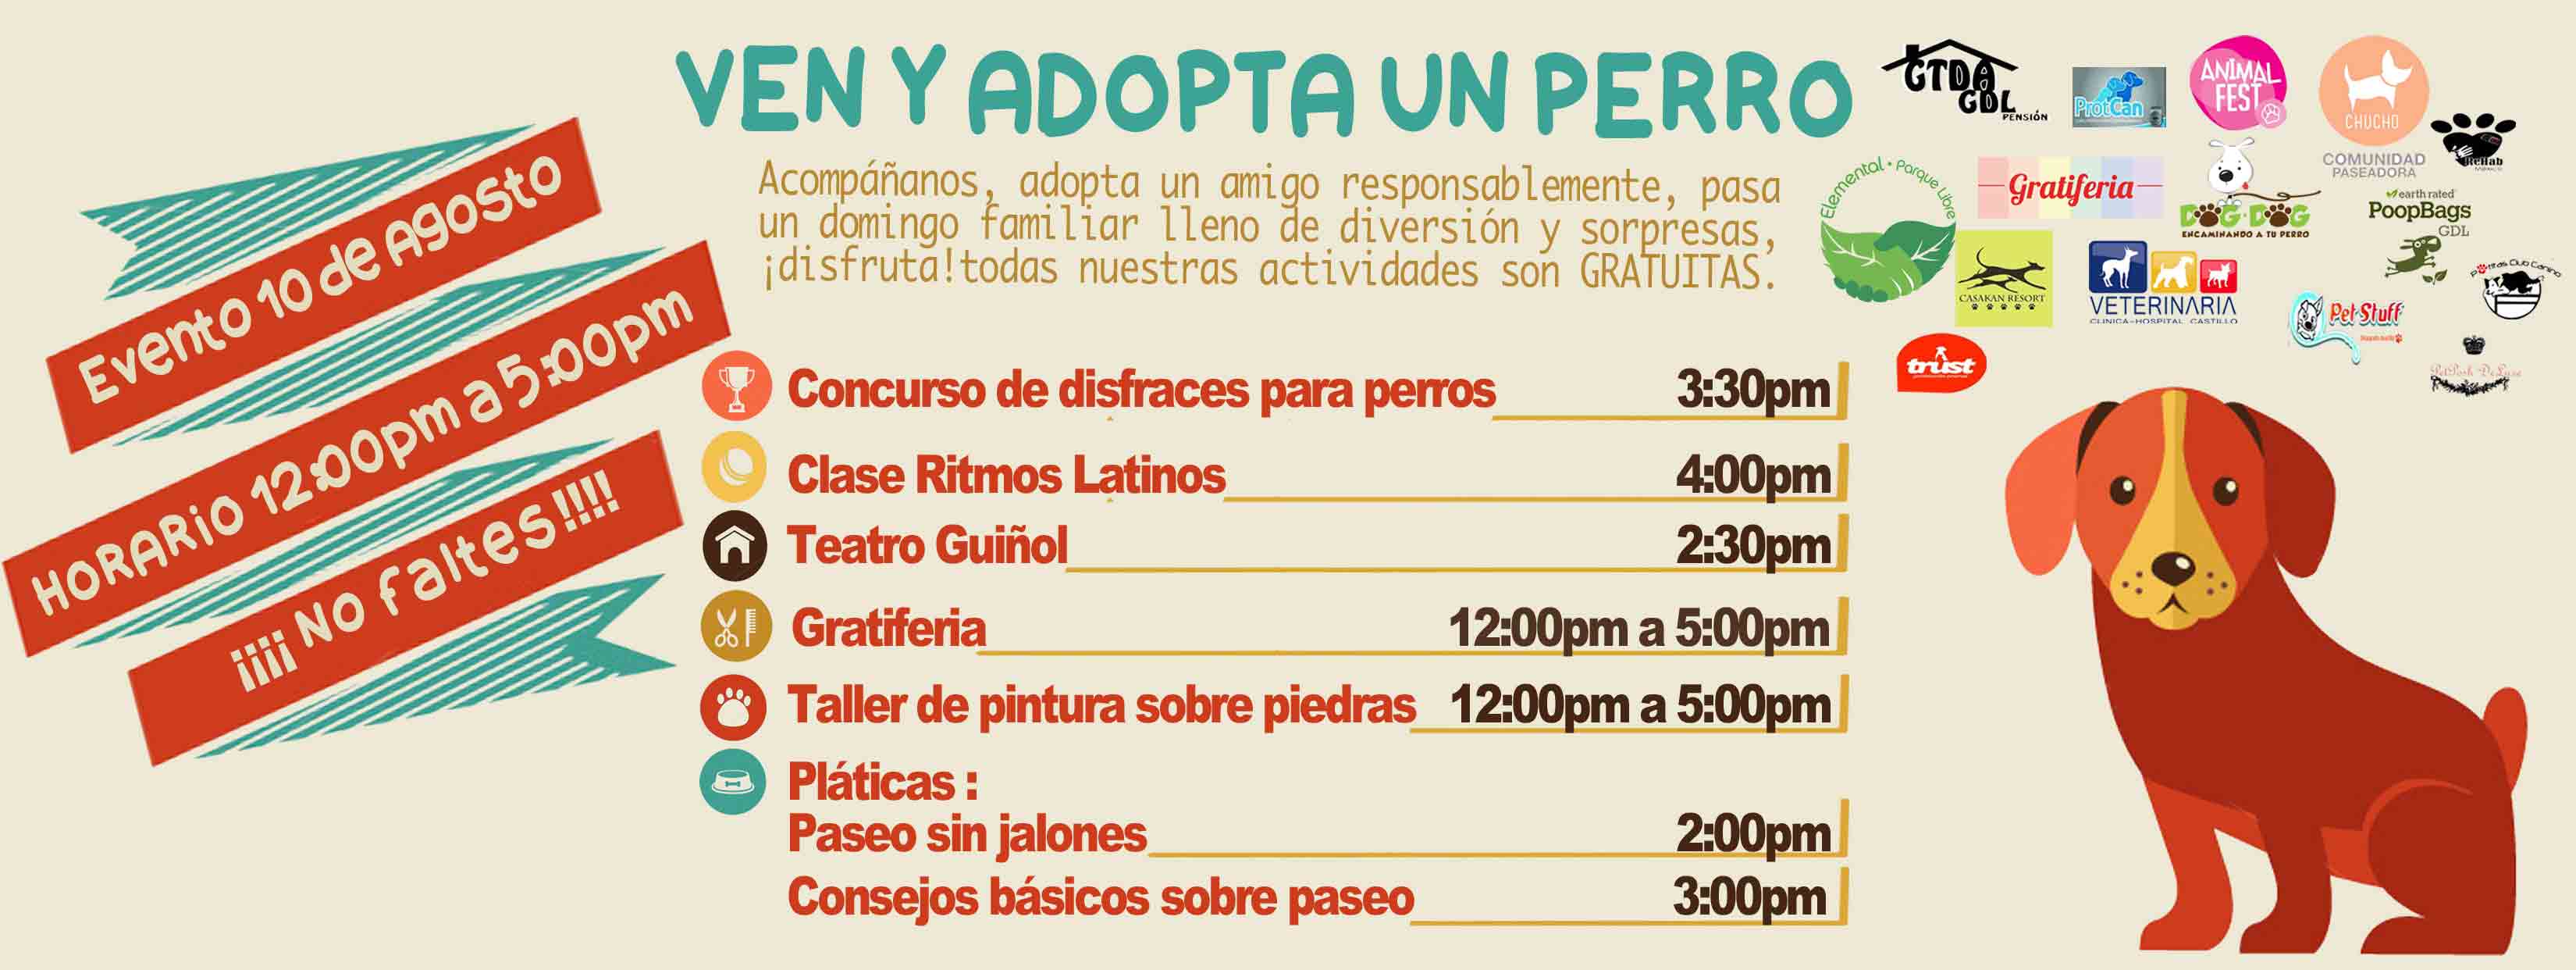 VEN Y ADOPTA UN PERRO
Acompáñanos, adopta un amigo responsablemente, pasa
un domingo familiar lleno de diversión y sorpresas,
¡disfruta!todas nuestras actividades son GRATUITAS.
Evento 10 de Agosto
HORARiO 12:00pm a 5:00pm
¡¡¡¡ No faltes!!!!
Concurso de disfraces para perros 3:30pm
Clase Ritmos Latinos 4:00pm
Teatro Guiñol 2:30pm
Gratiferia 12:00pm a 5:00pm
Taller de pintura sobre piedras 12:00pm a 5:00pm
Pláticas :
Paseo sin jalones 2:00pm
Consejos básicos sobre paseo 3:00pm
GTDA
GDL
PENSIÓN
ProtCan
ANIMAL
FEST
CHUCHO
COMUNIDAD
PASEADORA
ReHab
Elemental • Parque Libre
Gratiferia
DOG·DOG
ENCAMINANDO A TU PERRO
earth rated
PoopBags
GDL
CASAKAN RESORT
VETERINARIA
CLINICA-HOSPITAL CASTILLO
Pet Stuff
Club Canino
trust
PetPosh DeLuxe